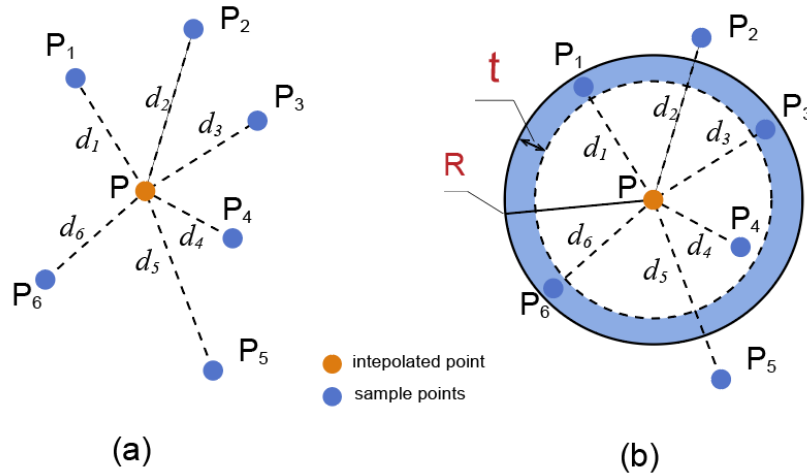 P₁
P₂
P₃
d₁
d₂
d₃
P
P₄
d₆
d₄
d₅
P₆
P₅
intepolated point
sample points
(a)
P₂
P₁
t
P₃
d₂
d₃
d₁
R
P
P₄
d₆
d₄
d₅
P₆
P₅
(b)